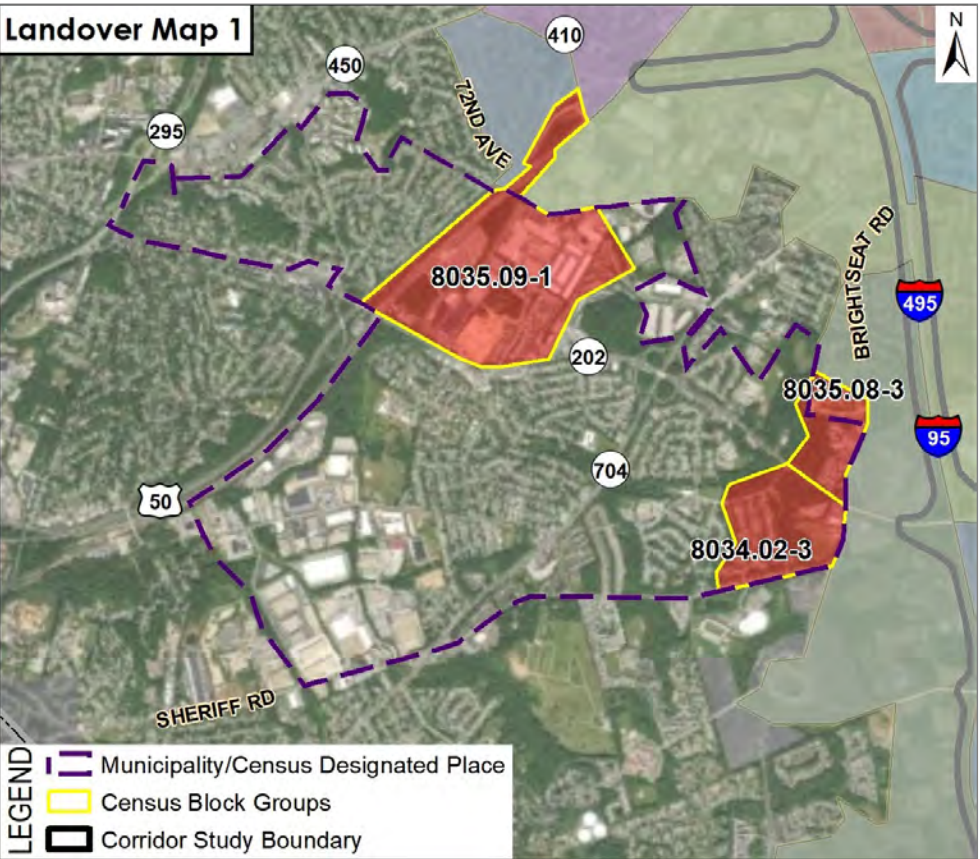 Landover Map 1
N
410
450
72ND AVE
295
BRIGHTSEAT RD
8035.09-1
495
202
8035.08-3
95
704
50
8034.02-3
SHERIFF RD
LEGEND
Municipality/Census Designated Place
Census Block Groups
Corridor Study Boundary